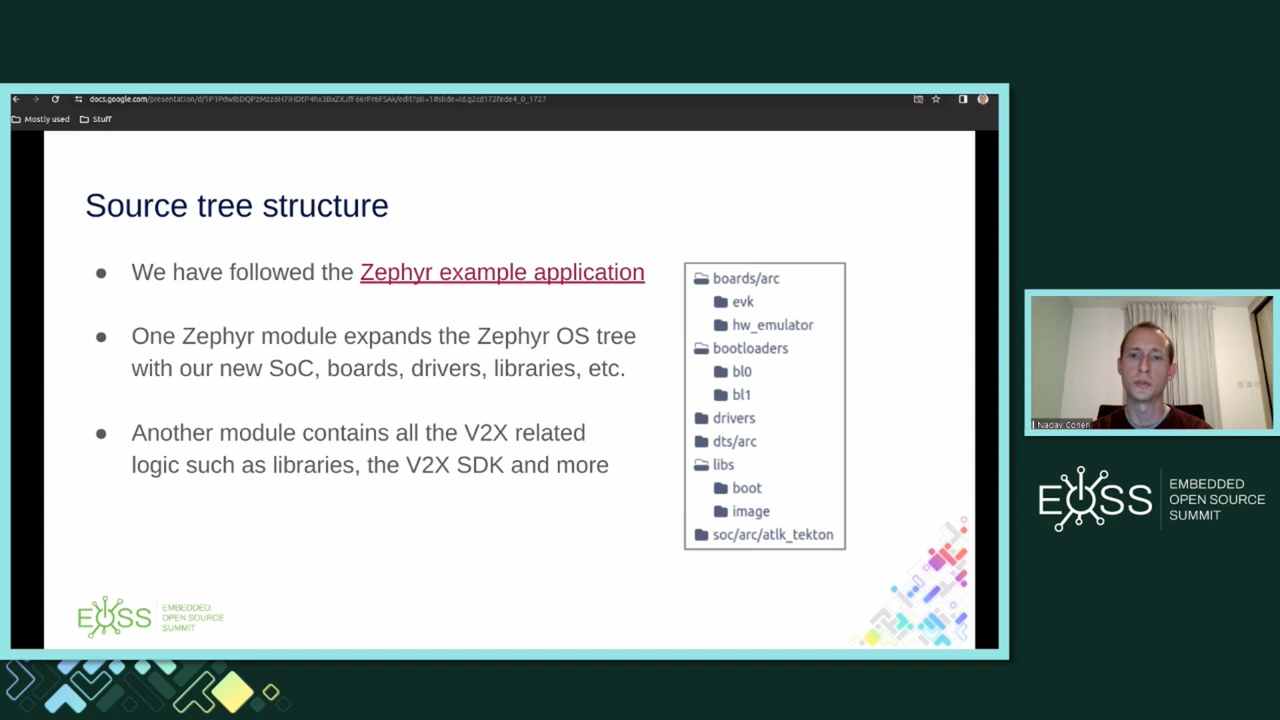 Mostly used
Stuff
Source tree structure
● We have followed the Zephyr example application
● One Zephyr module expands the Zephyr OS tree
with our new SoC, boards, drivers, libraries, etc.
● Another module contains all the V2X related
logic such as libraries, the V2X SDK and more
boards/arc
evk
hw_emulator
bootloaders
bl0
bl1
drivers
dts/arc
libs
boot
image
soc/arc/atlk_tekton
EOSS
EMBEDDED
OPEN SOURCE
SUMMIT
Nadav Cohen
EOSS
EMBEDDED
OPEN SOURCE
SUMMIT